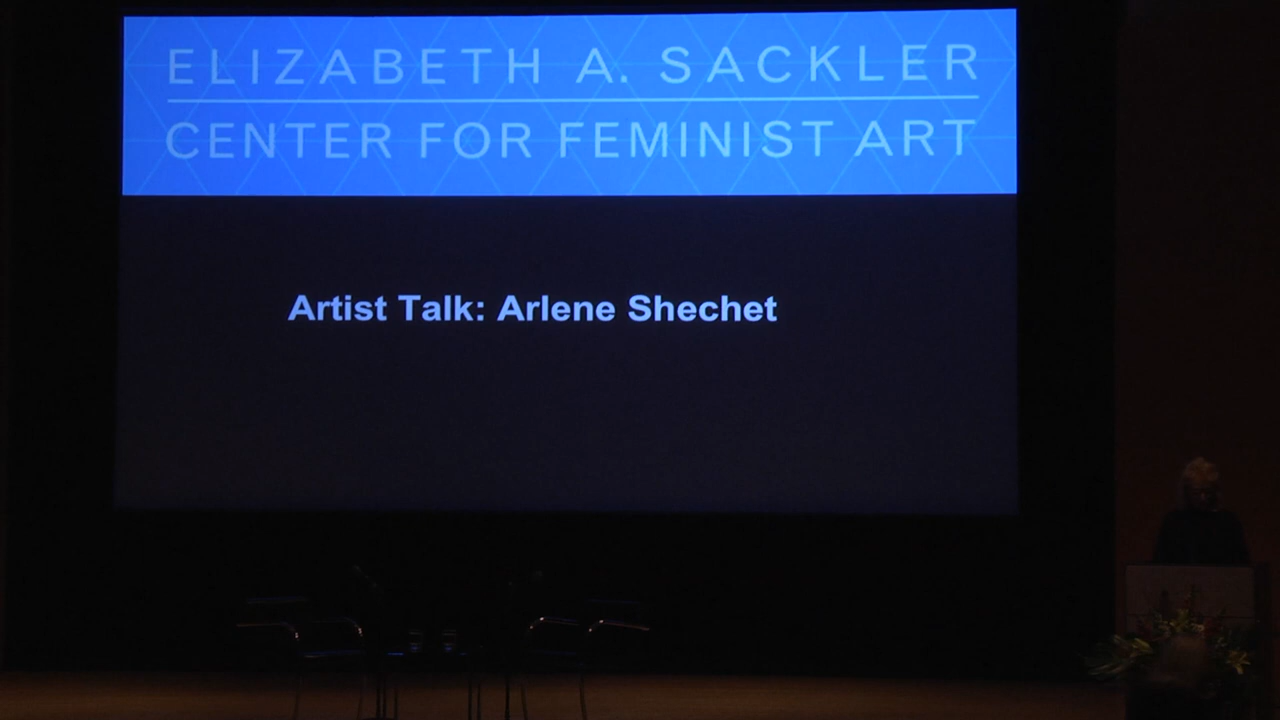 ELIZABETH A. SACKLER
CENTER FOR FEMINIST ART
Artist Talk: Arlene Shechet